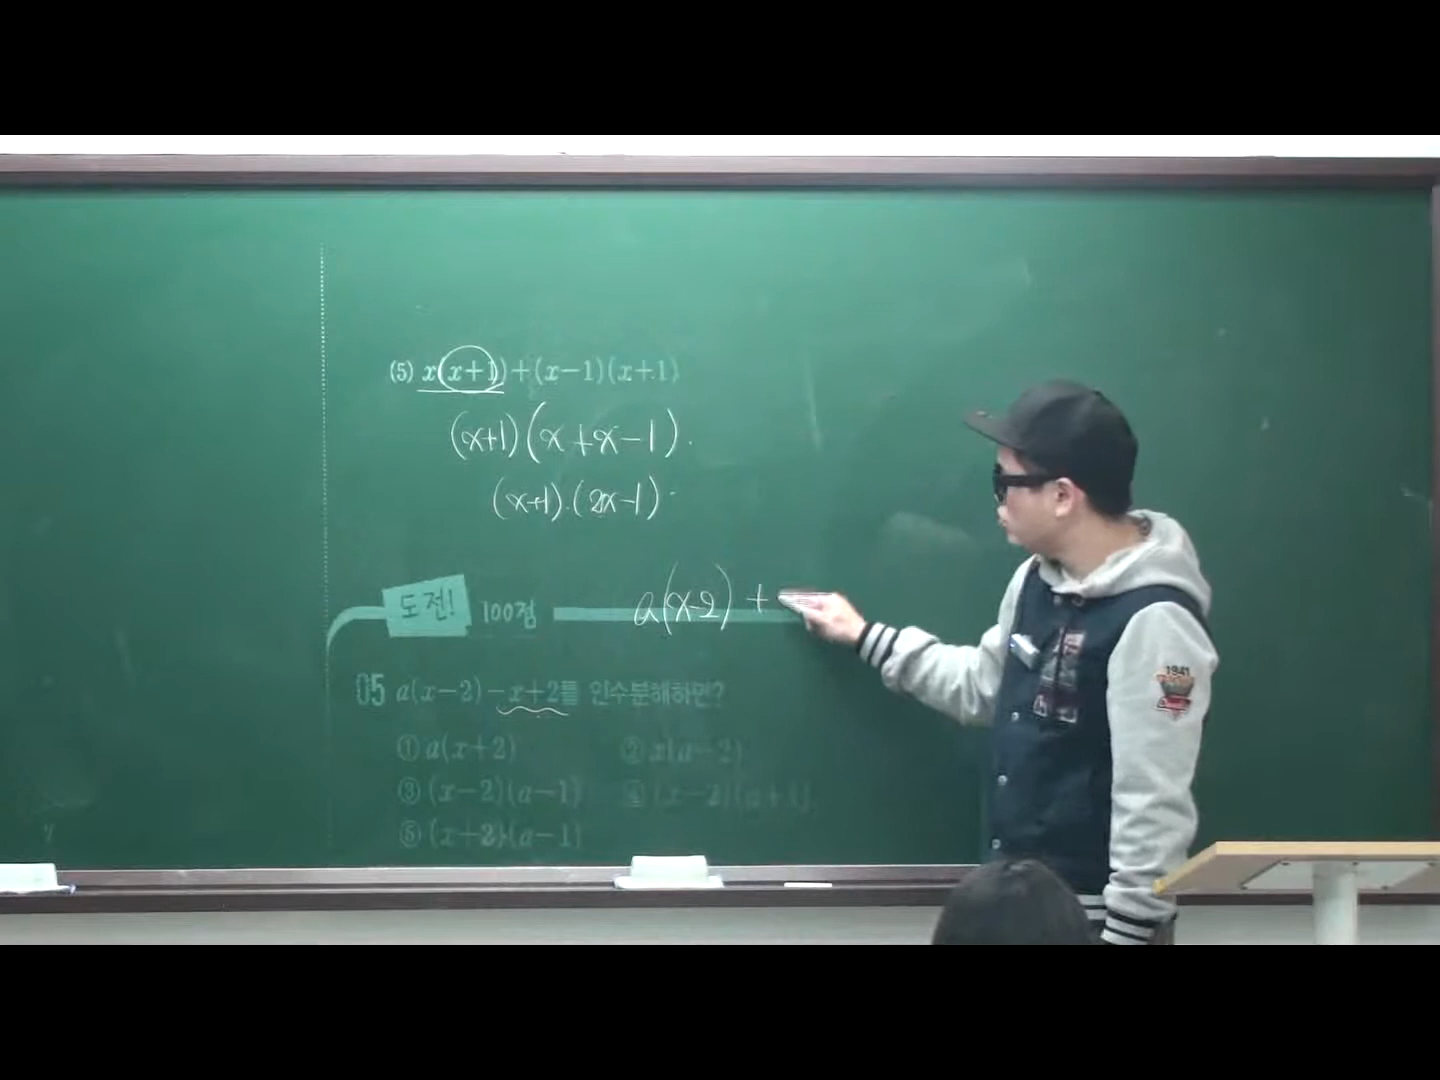 (5) x(x+1)+(x-1)(x+1)
(x+1)(x+x-1).
(x+1).(2x-1).
도전! 100점
a(x-2) +
05 a(x-2)-x+2를 인수분해하면?
① a(x+2) ② x(a-2)
③ (x-2)(a-1) ④ (x-2)(a+1)
⑤ (x+2)(a-1)
1941